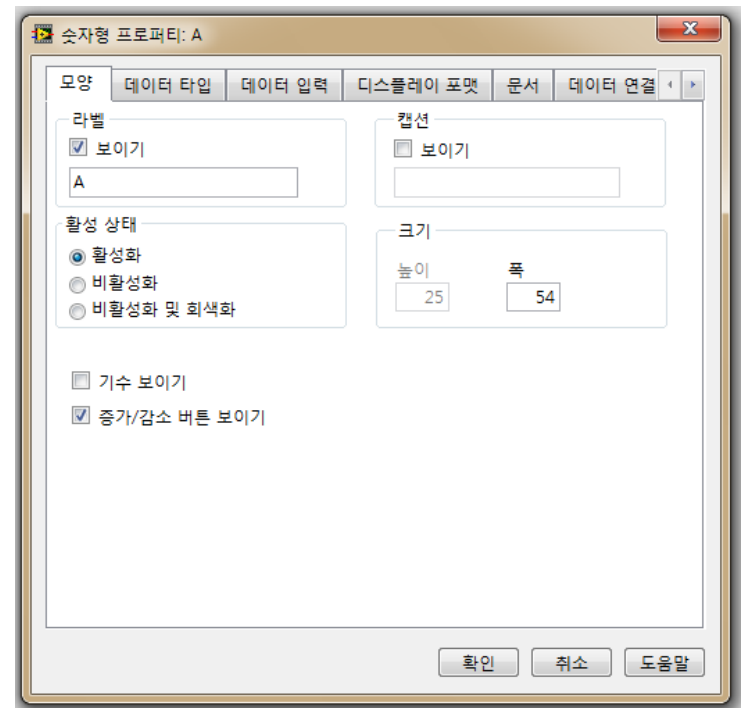 숫자형 프로퍼티: A
모양 데이터 타입 데이터 입력 디스플레이 포맷 문서 데이터 연결
라벨
보이기
A
캡션
보이기
활성 상태
활성화
비활성화
비활성화 및 회색화
크기
높이 폭
25 54
기수 보이기
증가/감소 버튼 보이기
확인 취소 도움말